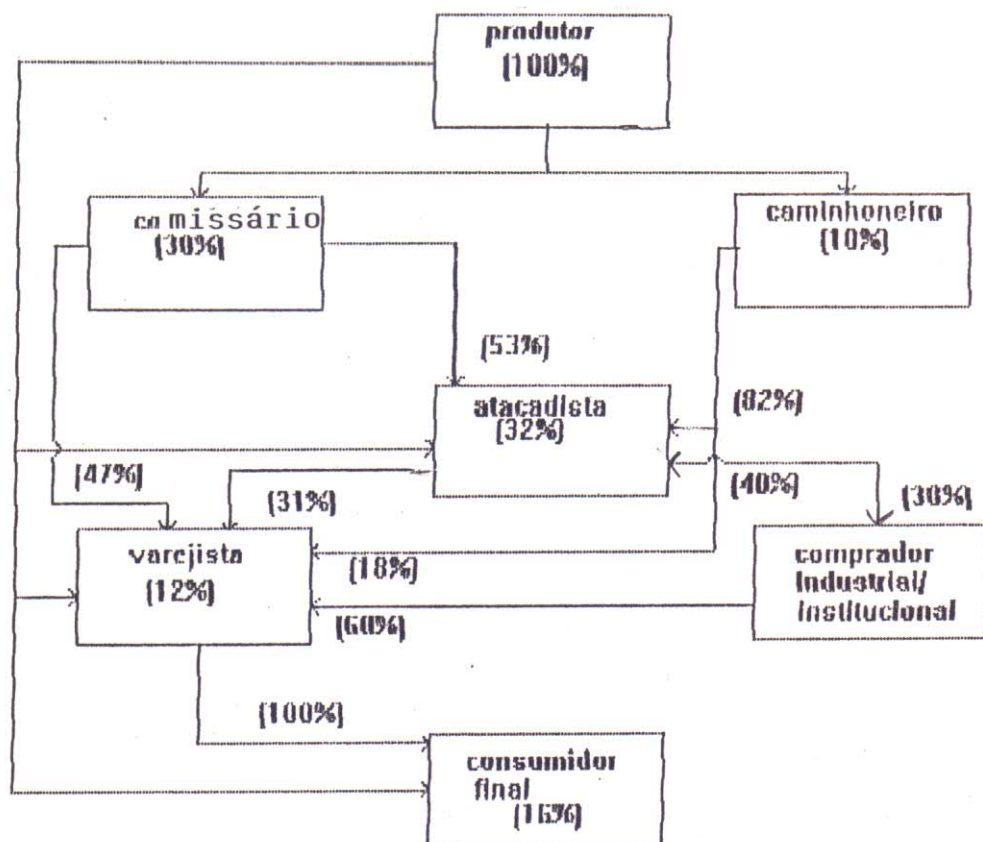 produtor
(100%)
comissário
(30%)
caminhoneiro
(10%)
(53%)
atacadista
(32%)
(82%)
(47%)
(31%)
(40%)
(30%)
varejista
(12%)
(18%)
comprador
industrial/
institucional
(60%)
(100%)
consumidor
final
(16%)